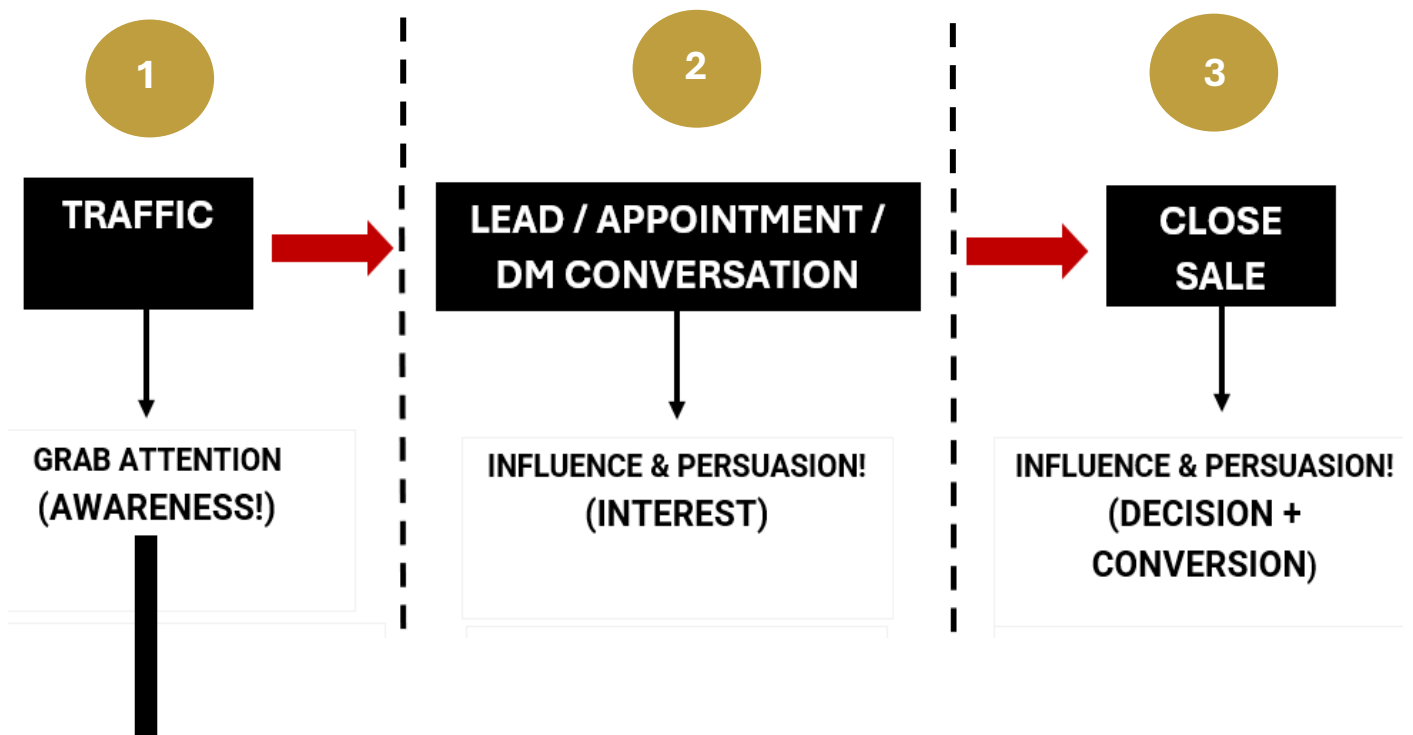 1
TRAFFIC
GRAB ATTENTION
(AWARENESS!)
2
LEAD / APPOINTMENT /
DM CONVERSATION
INFLUENCE & PERSUASION!
(INTEREST)
3
CLOSE
SALE
INFLUENCE & PERSUASION!
(DECISION +
CONVERSION)